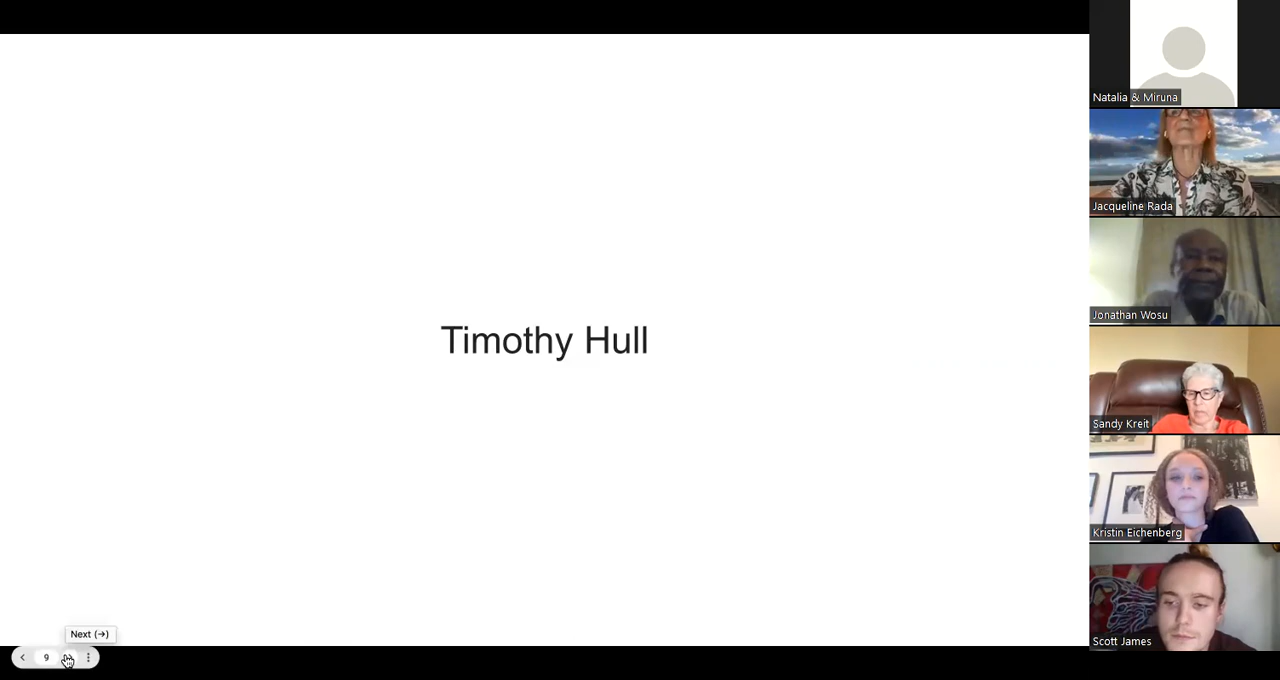 Timothy Hull
Next (→)
9
Natalia & Miruna
Jacqueline Rada
Jonathan Wosu
Sandy Kreit
Kristin Eichenberg
Scott James